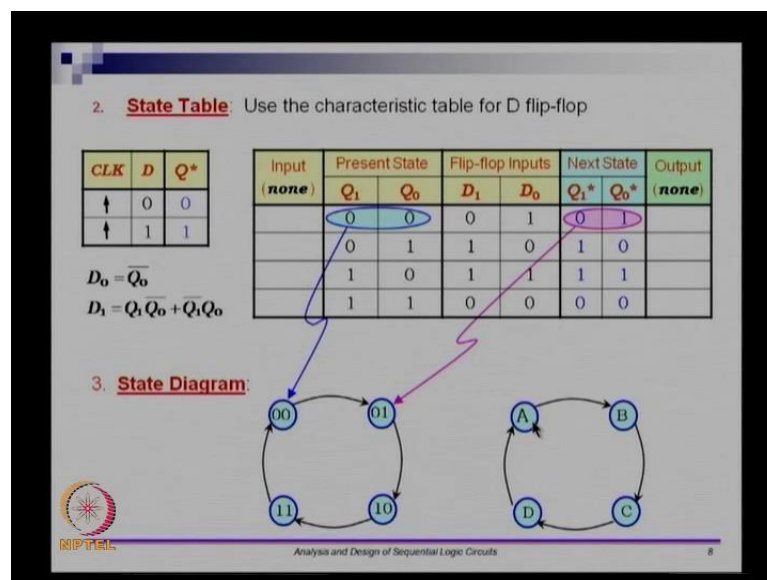 2. State Table: Use the characteristic table for D flip-flop
CLK D Q*
↑ 0 0
↑ 1 1
D₀ = Q̅₀
D₁ = Q₁Q̅₀ + Q̅₁Q₀
Input (none) Present State Flip-flop Inputs Next State Output (none)
Q₁ Q₀ D₁ D₀ Q₁* Q₀*
0 0 0 1 0 1
0 1 1 0 1 0
1 0 1 1 1 1
1 1 0 0 0 0
3. State Diagram:
00 01 A B
11 10 D C
NPTEL
Analysis and Design of Sequential Logic Circuits 8